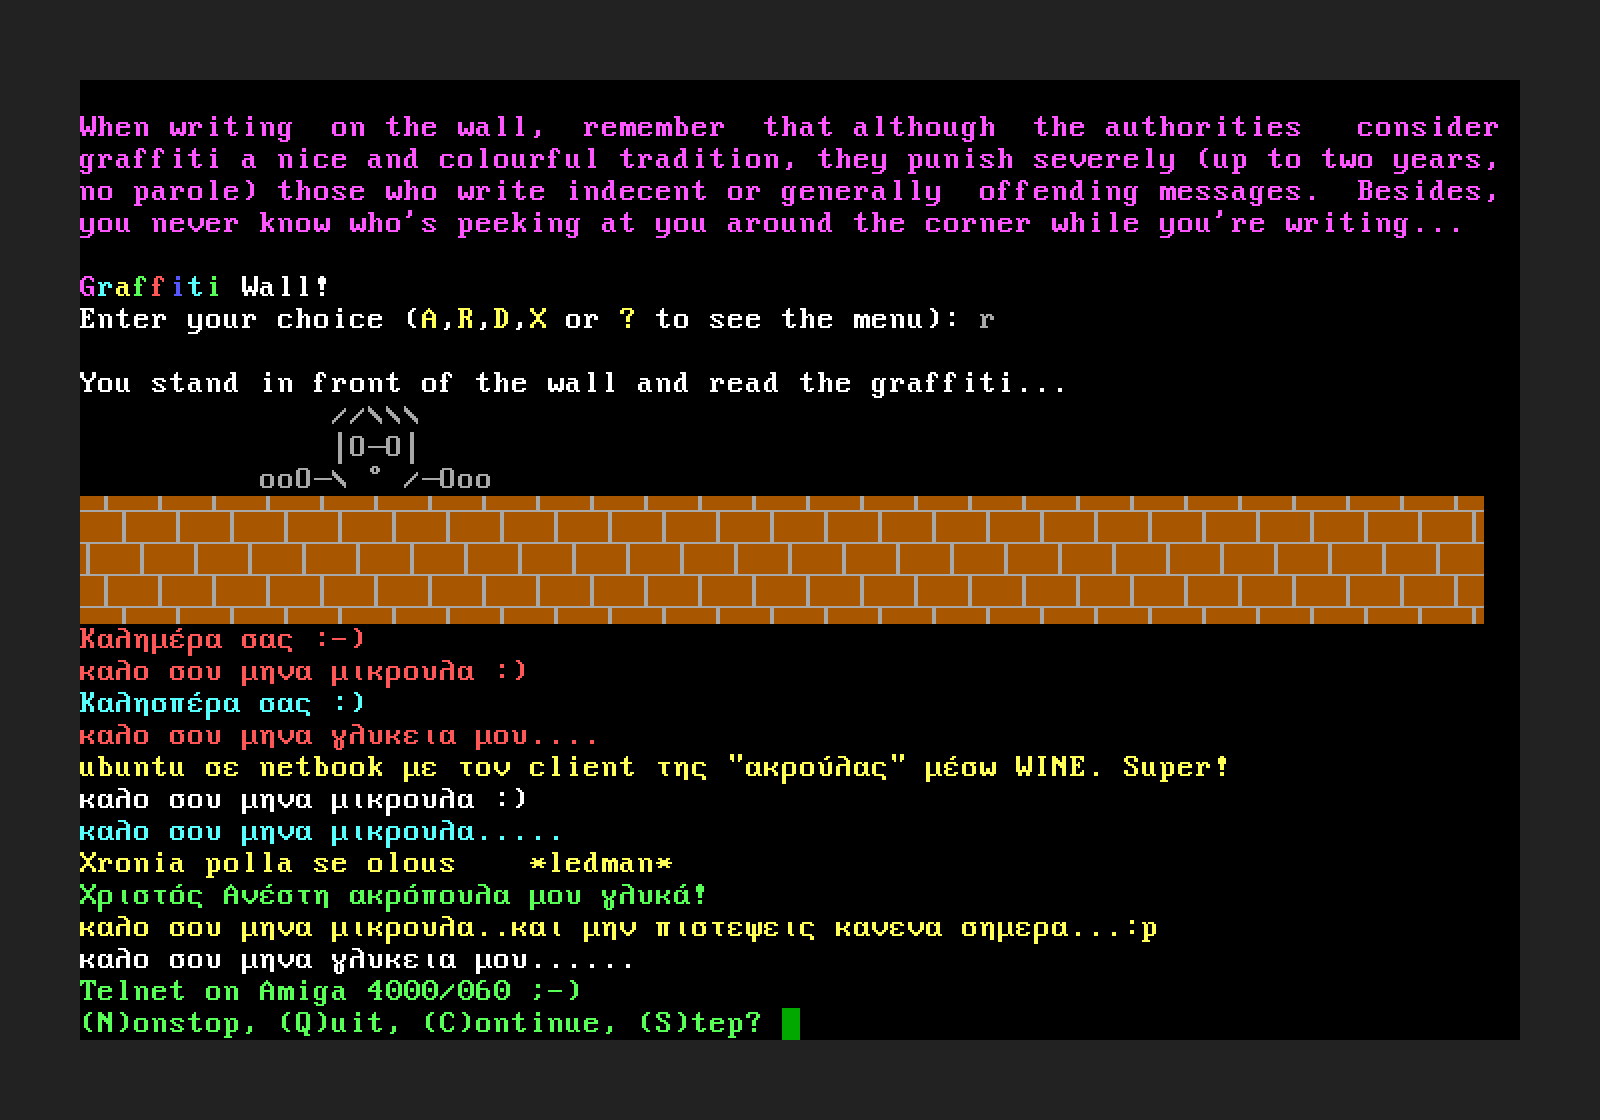 When writing  on the wall,  remember  that although  the authorities   consider
graffiti a nice and colourful tradition, they punish severely (up to two years,
no parole) those who write indecent or generally  offending messages.  Besides,
you never know who's peeking at you around the corner while you're writing...
Graffiti Wall!
Enter your choice (A,R,D,X or ? to see the menu): r
You stand in front of the wall and read the graffiti...
//\\\
|O-O|
ooO-\ ° /-Ooo
Καλημέρα σας :-)
καλο σου μηνα μικρουλα :)
Καλησπέρα σας :)
καλο σου μηνα γλυκεια μου....
ubuntu σε netbook με τον client της "ακρούλας" μέσω WINE. Super!
καλο σου μηνα μικρουλα :)
καλο σου μηνα μικρουλα.....
Xronia polla se olous    *ledman*
Χριστός Ανέστη ακρόπουλα μου γλυκά!
καλο σου μηνα μικρουλα..και μην πιστεψεις κανενα σημερα...:p
καλο σου μηνα γλυκεια μου......
Telnet on Amiga 4000/060 ;-)
(N)onstop, (Q)uit, (C)ontinue, (S)tep?